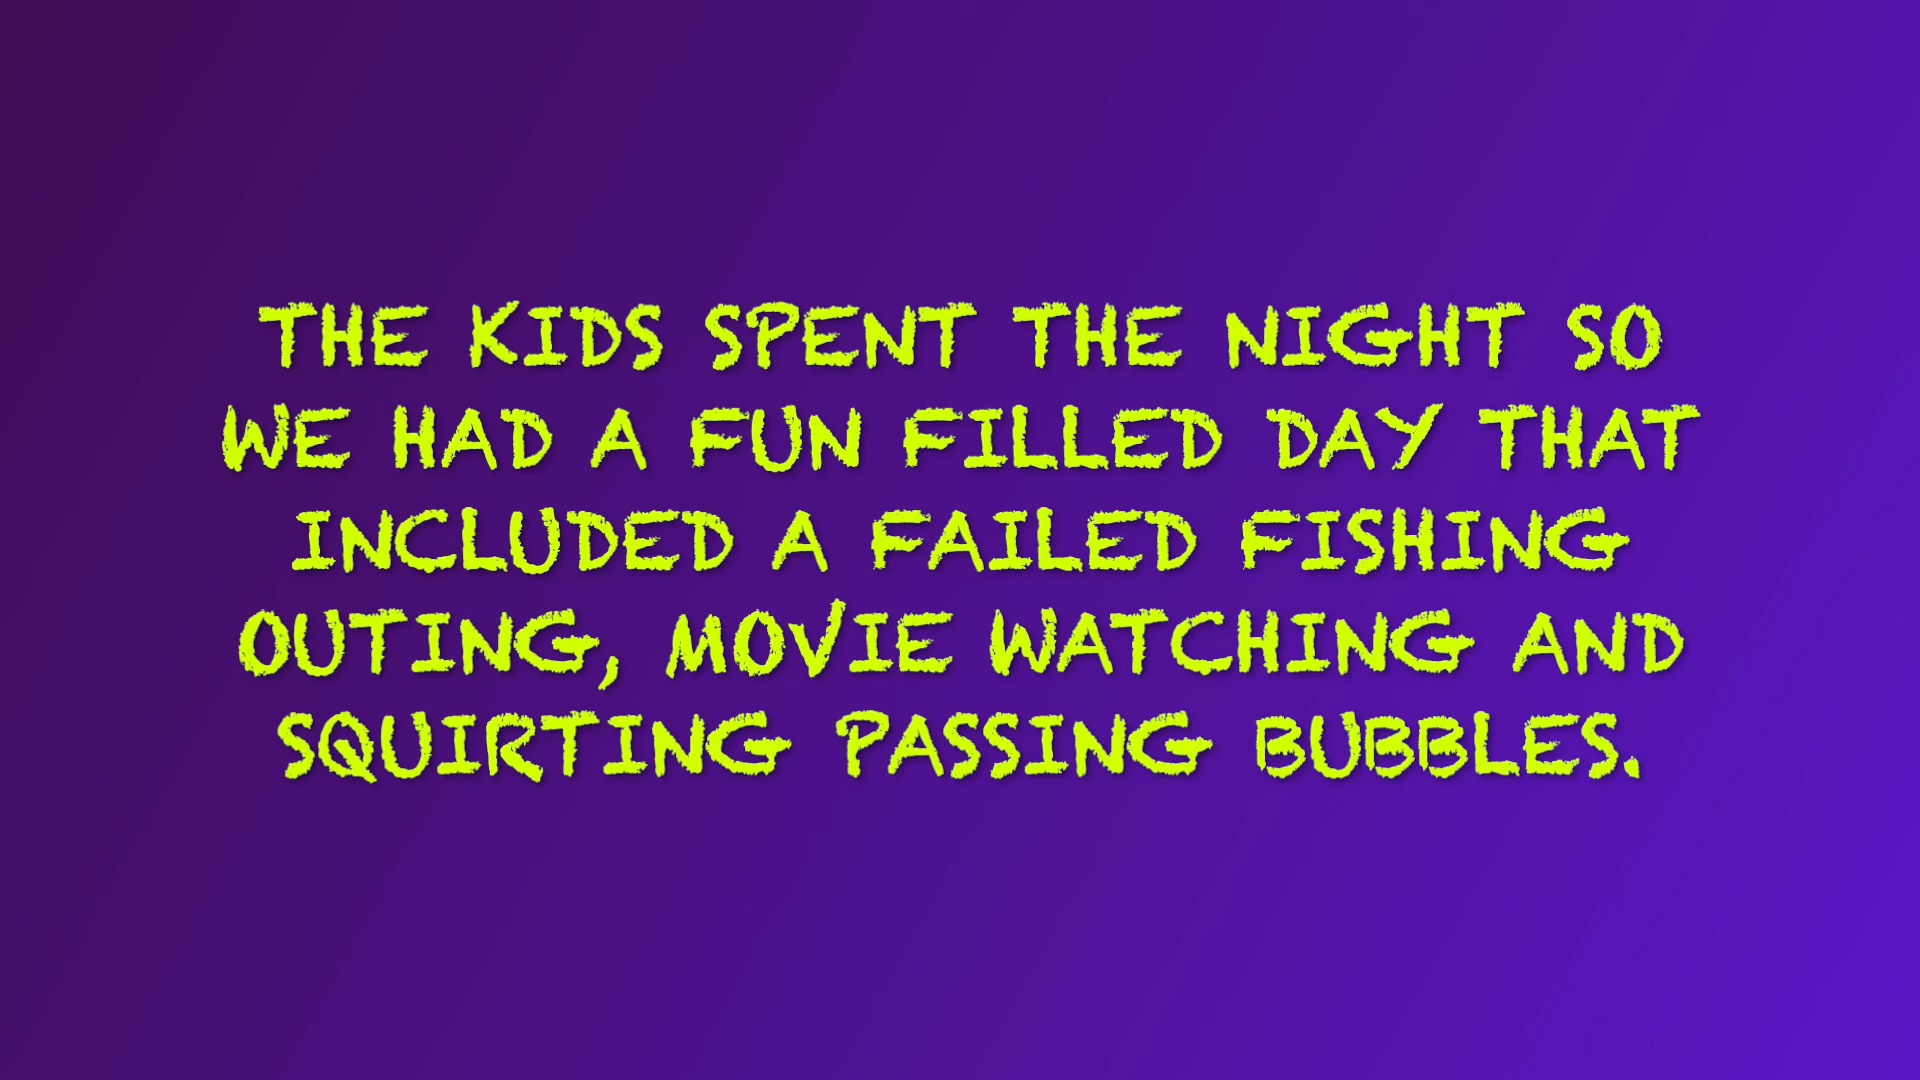 THE KIDS SPENT THE NIGHT SO
WE HAD A FUN FILLED DAY THAT
INCLUDED A FAILED FISHING
OUTING, MOVIE WATCHING AND
SQUIRTING PASSING BUBBLES.